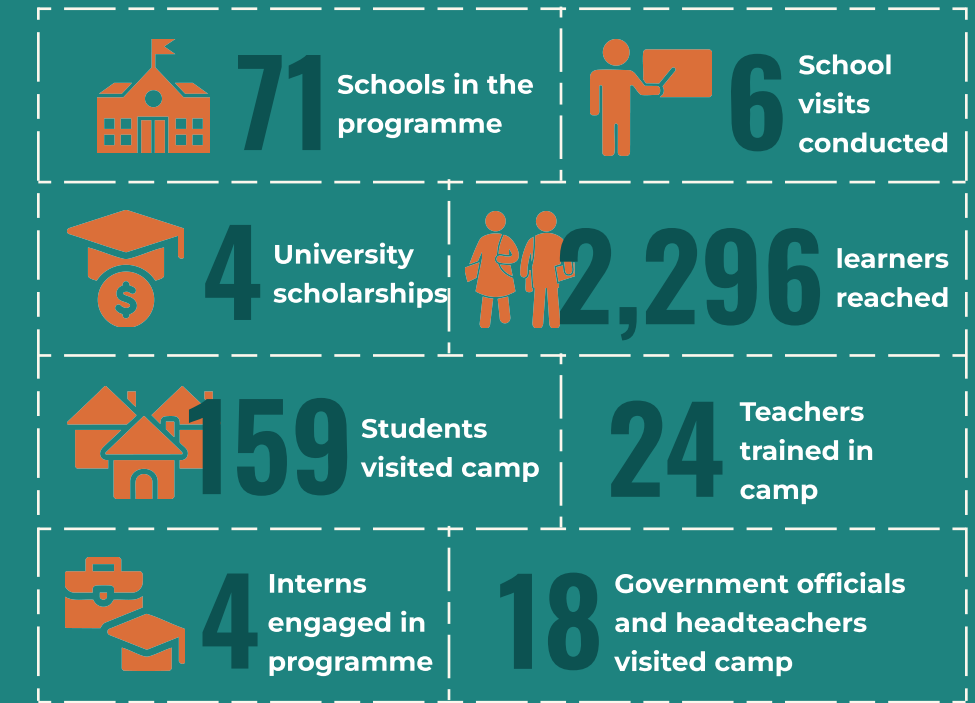 71
Schools in the
programme
6
School
visits
conducted
4
University
scholarships
$
2,296
learners
reached
159
Students
visited camp
24
Teachers
trained in
camp
4
Interns
engaged in
programme
18
Government officials
and headteachers
visited camp